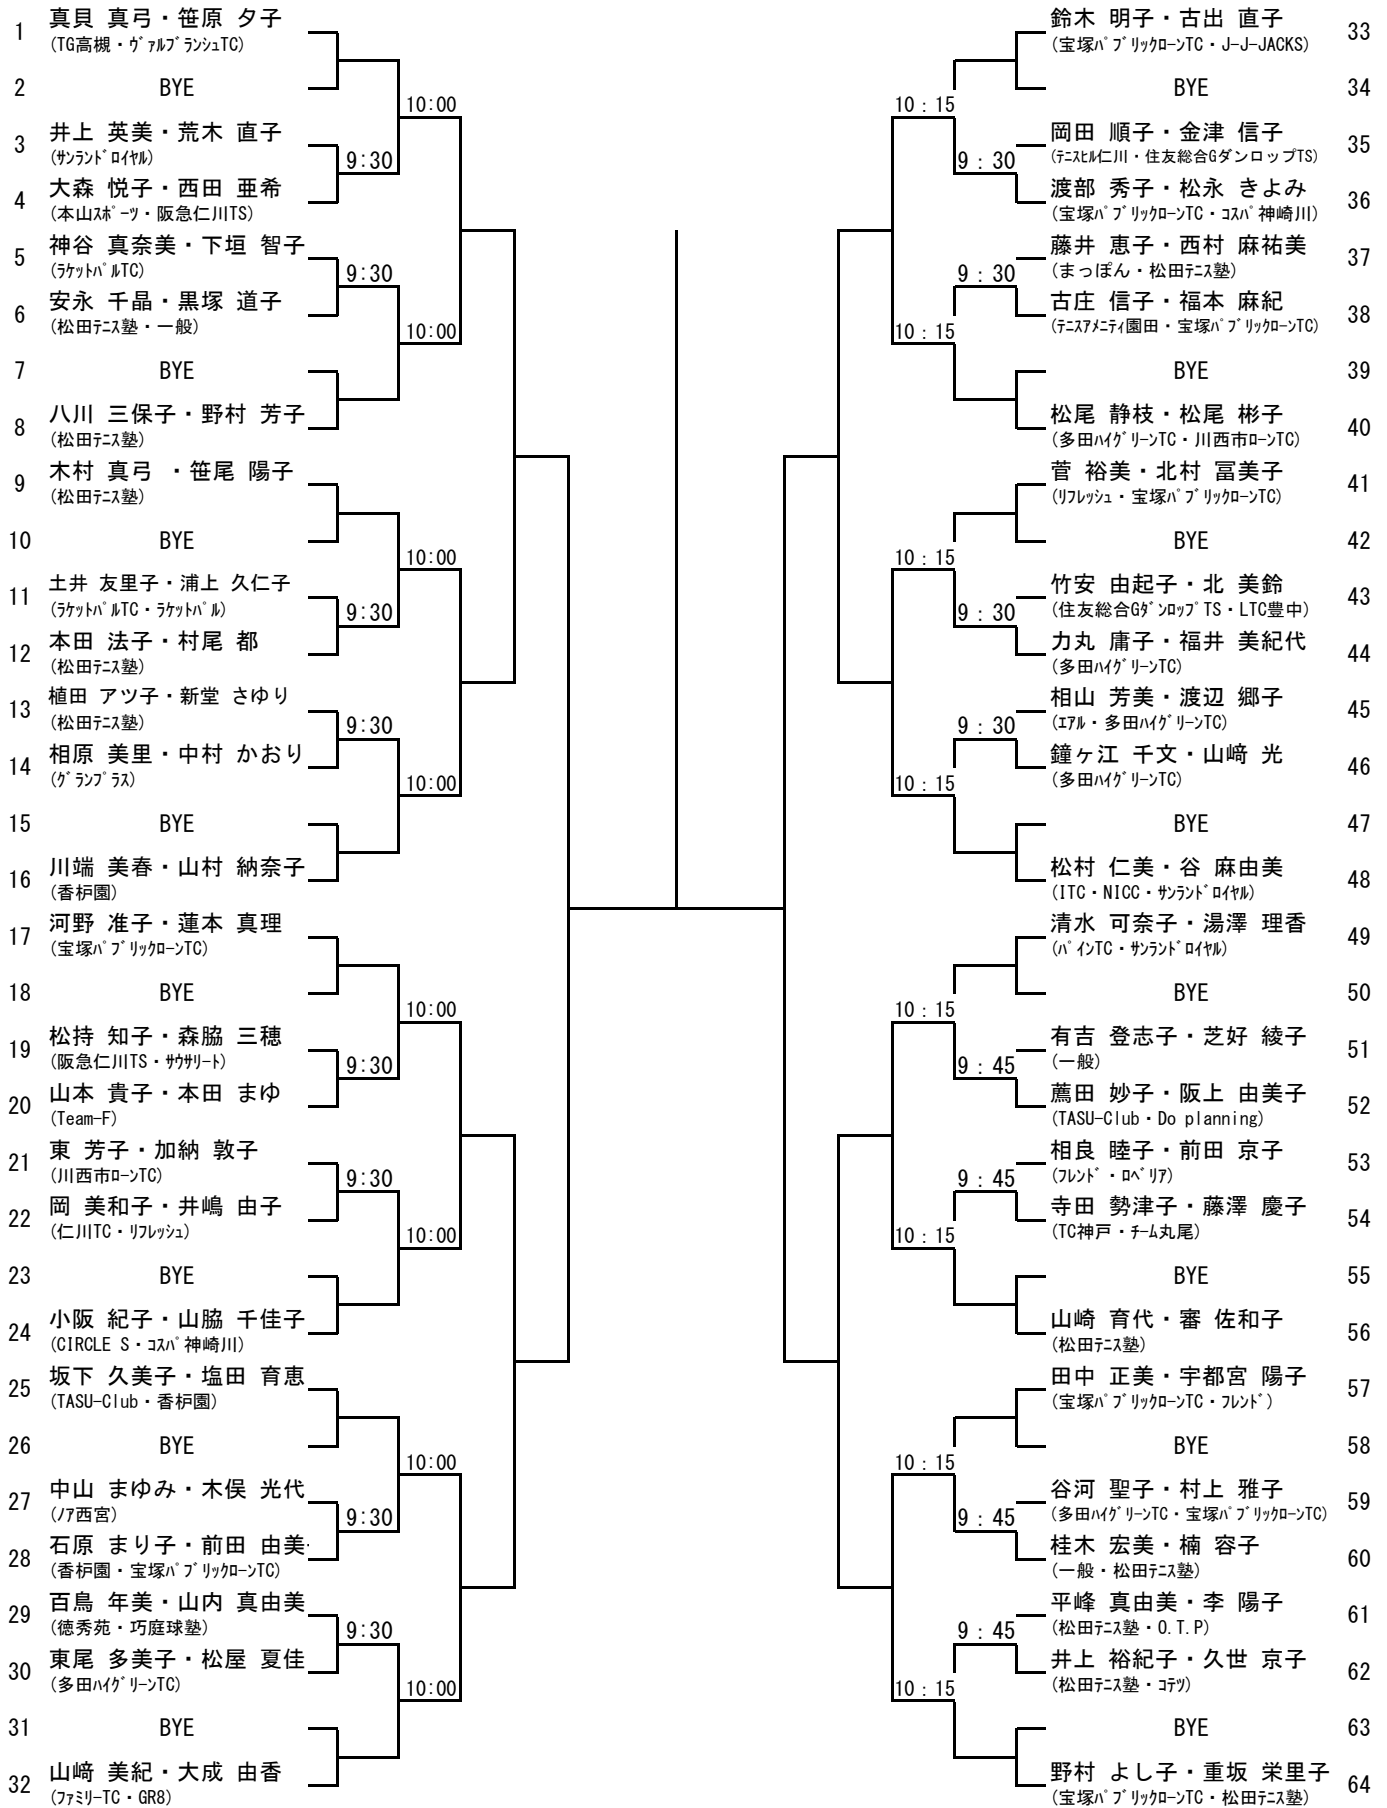 1 真貝 真弓・笹原 夕子
(TG高槻・ヴァルブランシュTC)
2 BYE
10:00
3 井上 英美・荒木 直子
(サンランドロイヤル)
9:30
4 大森 悦子・西田 亜希
(本山スポーツ・阪急仁川TS)
5 神谷 真奈美・下垣 智子
(ラケットパルTC)
9:30
6 安永 千晶・黒塚 道子
(松田テニス塾・一般)
10:00
7 BYE
8 八川 三保子・野村 芳子
(松田テニス塾)
9 木村 真弓 ・笹尾 陽子
(松田テニス塾)
10 BYE
10:00
11 土井 友里子・浦上 久仁子
(ラケットパルTC・ラケットパル)
9:30
12 本田 法子・村尾 都
(松田テニス塾)
13 植田 アツ子・新堂 さゆり
(松田テニス塾)
9:30
14 相原 美里・中村 かおり
(グランプラス)
10:00
15 BYE
16 川端 美春・山村 納奈子
(香枦園)
17 河野 准子・蓮本 真理
(宝塚パブリックローンTC)
18 BYE
10:00
19 松持 知子・森脇 三穂
(阪急仁川TS・サウサリート)
9:30
20 山本 貴子・本田 まゆ
(Team-F)
21 東 芳子・加納 敦子
(川西市ローンTC)
9:30
22 岡 美和子・井嶋 由子
(仁川TC・リフレッシュ)
10:00
23 BYE
24 小阪 紀子・山脇 千佳子
(CIRCLE S・コスパ神崎川)
25 坂下 久美子・塩田 育恵
(TASU-Club・香枦園)
26 BYE
10:00
27 中山 まゆみ・木俣 光代
(ノア西宮)
9:30
28 石原 まり子・前田 由美
(香枦園・宝塚パブリックローンTC)
29 百鳥 年美・山内 真由美
(徳秀苑・巧庭球塾)
9:30
30 東尾 多美子・松屋 夏佳
(多田ハイグリーンTC)
10:00
31 BYE
32 山﨑 美紀・大成 由香
(ファミリーTC・GR8)
鈴木 明子・古出 直子 33
(宝塚パブリックローンTC・J-J-JACKS)
BYE 34
10:15
岡田 順子・金津 信子 35
(テニスヒル仁川・住友総合GダンロップTS)
9:30
渡部 秀子・松永 きよみ 36
(宝塚パブリックローンTC・コスパ神崎川)
藤井 恵子・西村 麻祐美 37
(まっぽん・松田テニス塾)
9:30
古庄 信子・福本 麻紀 38
(テニスアメニティ園田・宝塚パブリックローンTC)
10:15
BYE 39
松尾 静枝・松尾 彬子 40
(多田ハイグリーンTC・川西市ローンTC)
菅 裕美・北村 冨美子 41
(リフレッシュ・宝塚パブリックローンTC)
BYE 42
10:15
竹安 由起子・北 美鈴 43
(住友総合GダンロップTS・LTC豊中)
9:30
力丸 庸子・福井 美紀代 44
(多田ハイグリーンTC)
相山 芳美・渡辺 郷子 45
(エアル・多田ハイグリーンTC)
9:30
鐘ヶ江 千文・山﨑 光 46
(多田ハイグリーンTC)
10:15
BYE 47
松村 仁美・谷 麻由美 48
(ITC・NICC・サンランドロイヤル)
清水 可奈子・湯澤 理香 49
(パインTC・サンランドロイヤル)
BYE 50
10:15
有吉 登志子・芝好 綾子 51
(一般)
9:45
薦田 妙子・阪上 由美子 52
(TASU-Club・Do planning)
相良 睦子・前田 京子 53
(フレンド・ロベリア)
9:45
寺田 勢津子・藤澤 慶子 54
(TC神戸・チーム丸尾)
10:15
BYE 55
山崎 育代・審 佐和子 56
(松田テニス塾)
田中 正美・宇都宮 陽子 57
(宝塚パブリックローンTC・フレンド)
BYE 58
10:15
谷河 聖子・村上 雅子 59
(多田ハイグリーンTC・宝塚パブリックローンTC)
9:45
桂木 宏美・楠 容子 60
(一般・松田テニス塾)
平峰 真由美・李 陽子 61
(松田テニス塾・O.T.P)
9:45
井上 裕紀子・久世 京子 62
(松田テニス塾・コテツ)
10:15
BYE 63
野村 よし子・重坂 栄里子 64
(宝塚パブリックローンTC・松田テニス塾)